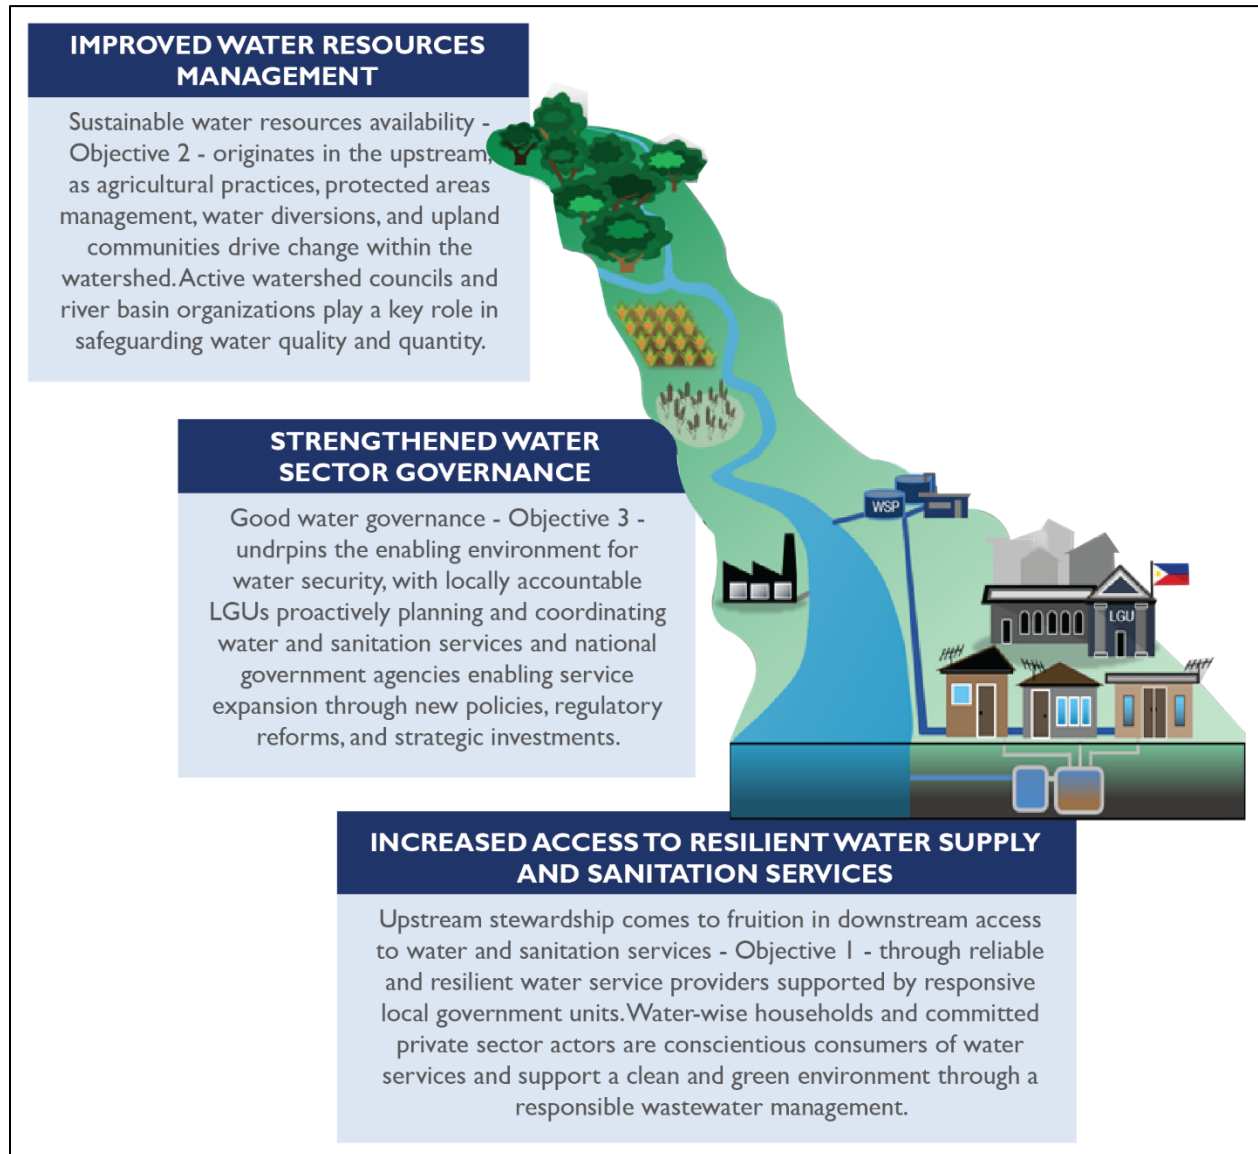 IMPROVED WATER RESOURCES
MANAGEMENT
Sustainable water resources availability -
Objective 2 - originates in the upstream,
as agricultural practices, protected areas
management, water diversions, and upland
communities drive change within the
watershed. Active watershed councils and
river basin organizations play a key role in
safeguarding water quality and quantity.
STRENGTHENED WATER
SECTOR GOVERNANCE
Good water governance - Objective 3 -
undrpins the enabling environment for
water security, with locally accountable
LGUs proactively planning and coordinating
water and sanitation services and national
government agencies enabling service
expansion through new policies, regulatory
reforms, and strategic investments.
WSP
LGU
INCREASED ACCESS TO RESILIENT WATER SUPPLY
AND SANITATION SERVICES
Upstream stewardship comes to fruition in downstream access
to water and sanitation services - Objective 1 - through reliable
and resilient water service providers supported by responsive
local government units. Water-wise households and committed
private sector actors are conscientious consumers of water
services and support a clean and green environment through a
responsible wastewater management.